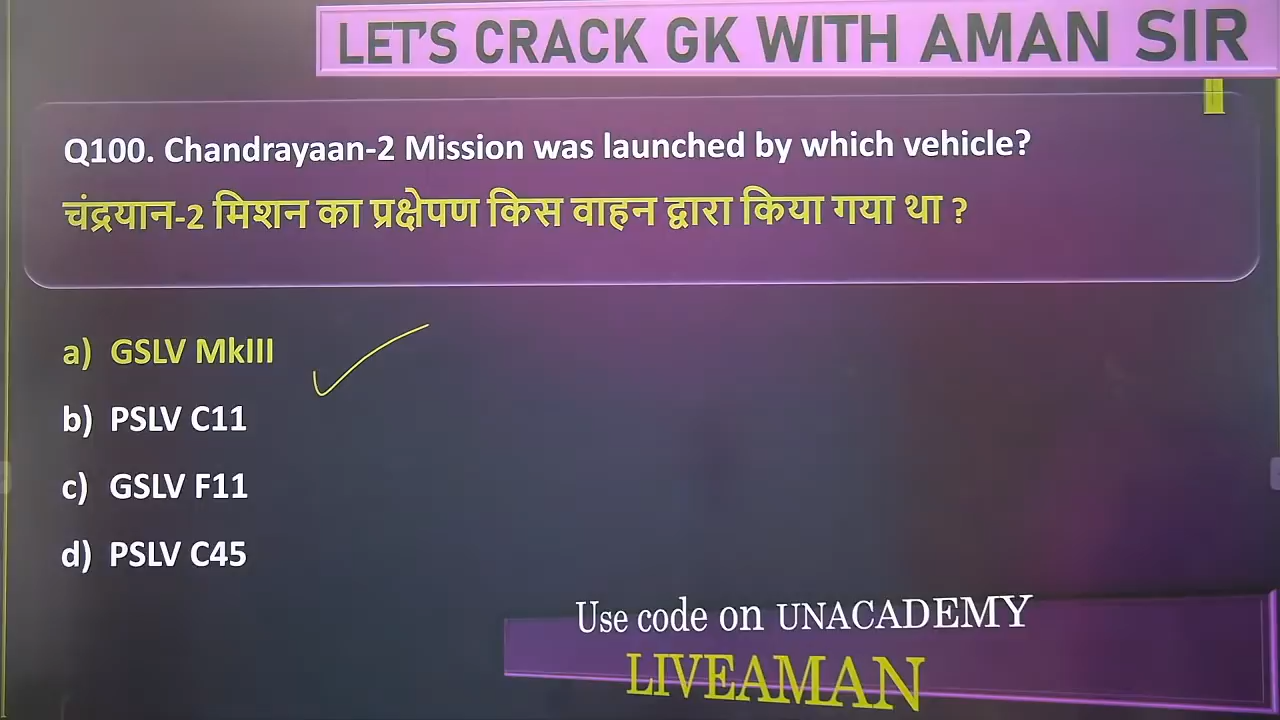 LET'S CRACK GK WITH AMAN SIR
Q100. Chandrayaan-2 Mission was launched by which vehicle?
चंद्रयान-2 मिशन का प्रक्षेपण किस वाहन द्वारा किया गया था ?
a) GSLV MkIII
b) PSLV C11
c) GSLV F11
d) PSLV C45
Use code on UNACADEMY
LIVEAMAN